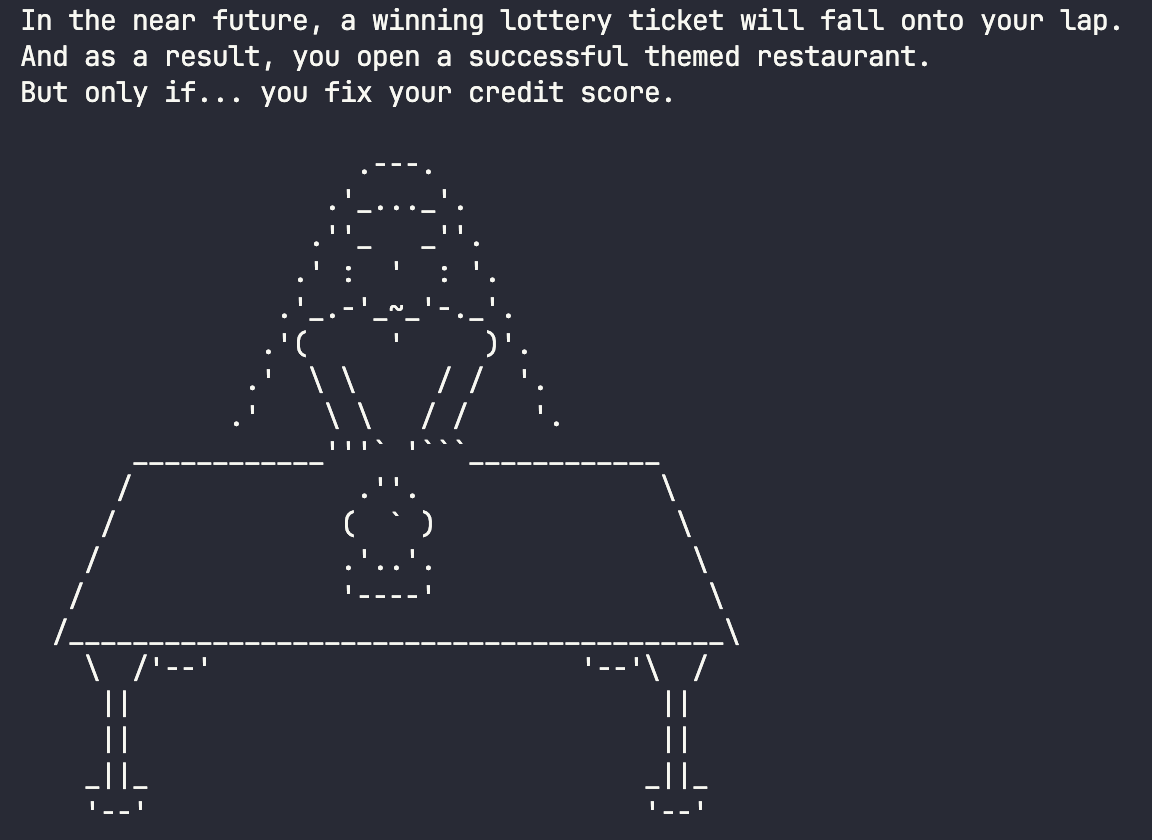 In the near future, a winning lottery ticket will fall onto your lap.
And as a result, you open a successful themed restaurant.
But only if... you fix your credit score.